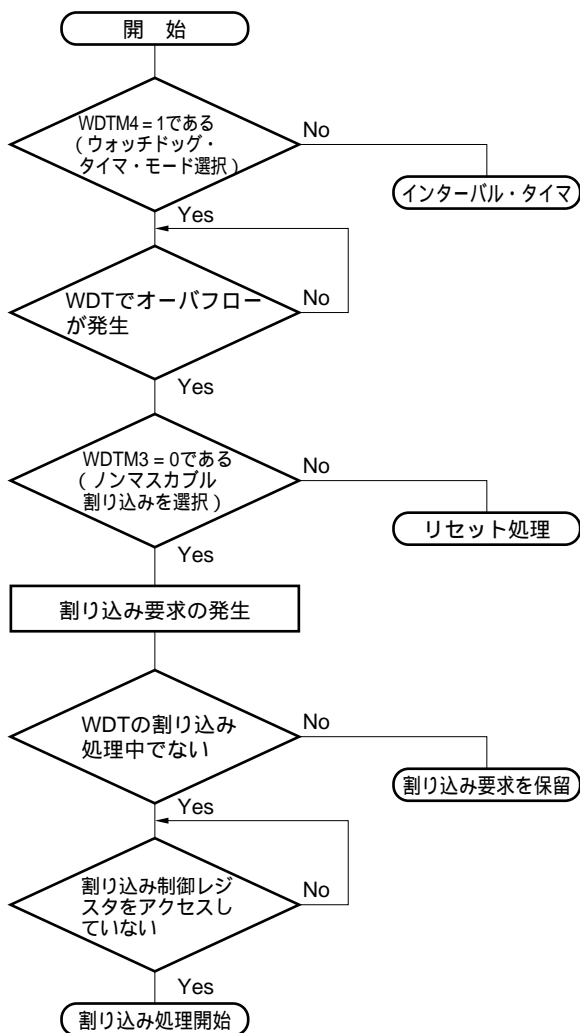 開 始
WDTM4 = 1である
(ウォッチドッグ・
タイマ・モード選択)
No
インターバル・タイマ
Yes
WDTでオーバフロー
が発生
No
Yes
WDTM3 = 0である
(ノンマスカブル
割り込みを選択)
No
リセット処理
Yes
割り込み要求の発生
WDTの割り込み
処理中でない
No
割り込み要求を保留
Yes
割り込み制御レジ
スタをアクセスし
ていない
No
Yes
割り込み処理開始